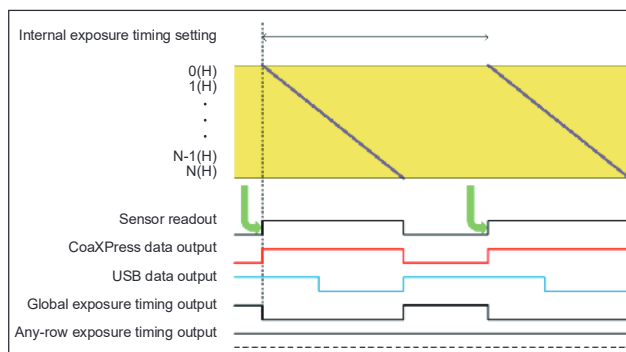 Internal exposure timing setting
0(H)
1(H)
·
·
·
N-1(H)
N(H)
Sensor readout
CoaXPress data output
USB data output
Global exposure timing output
Any-row exposure timing output